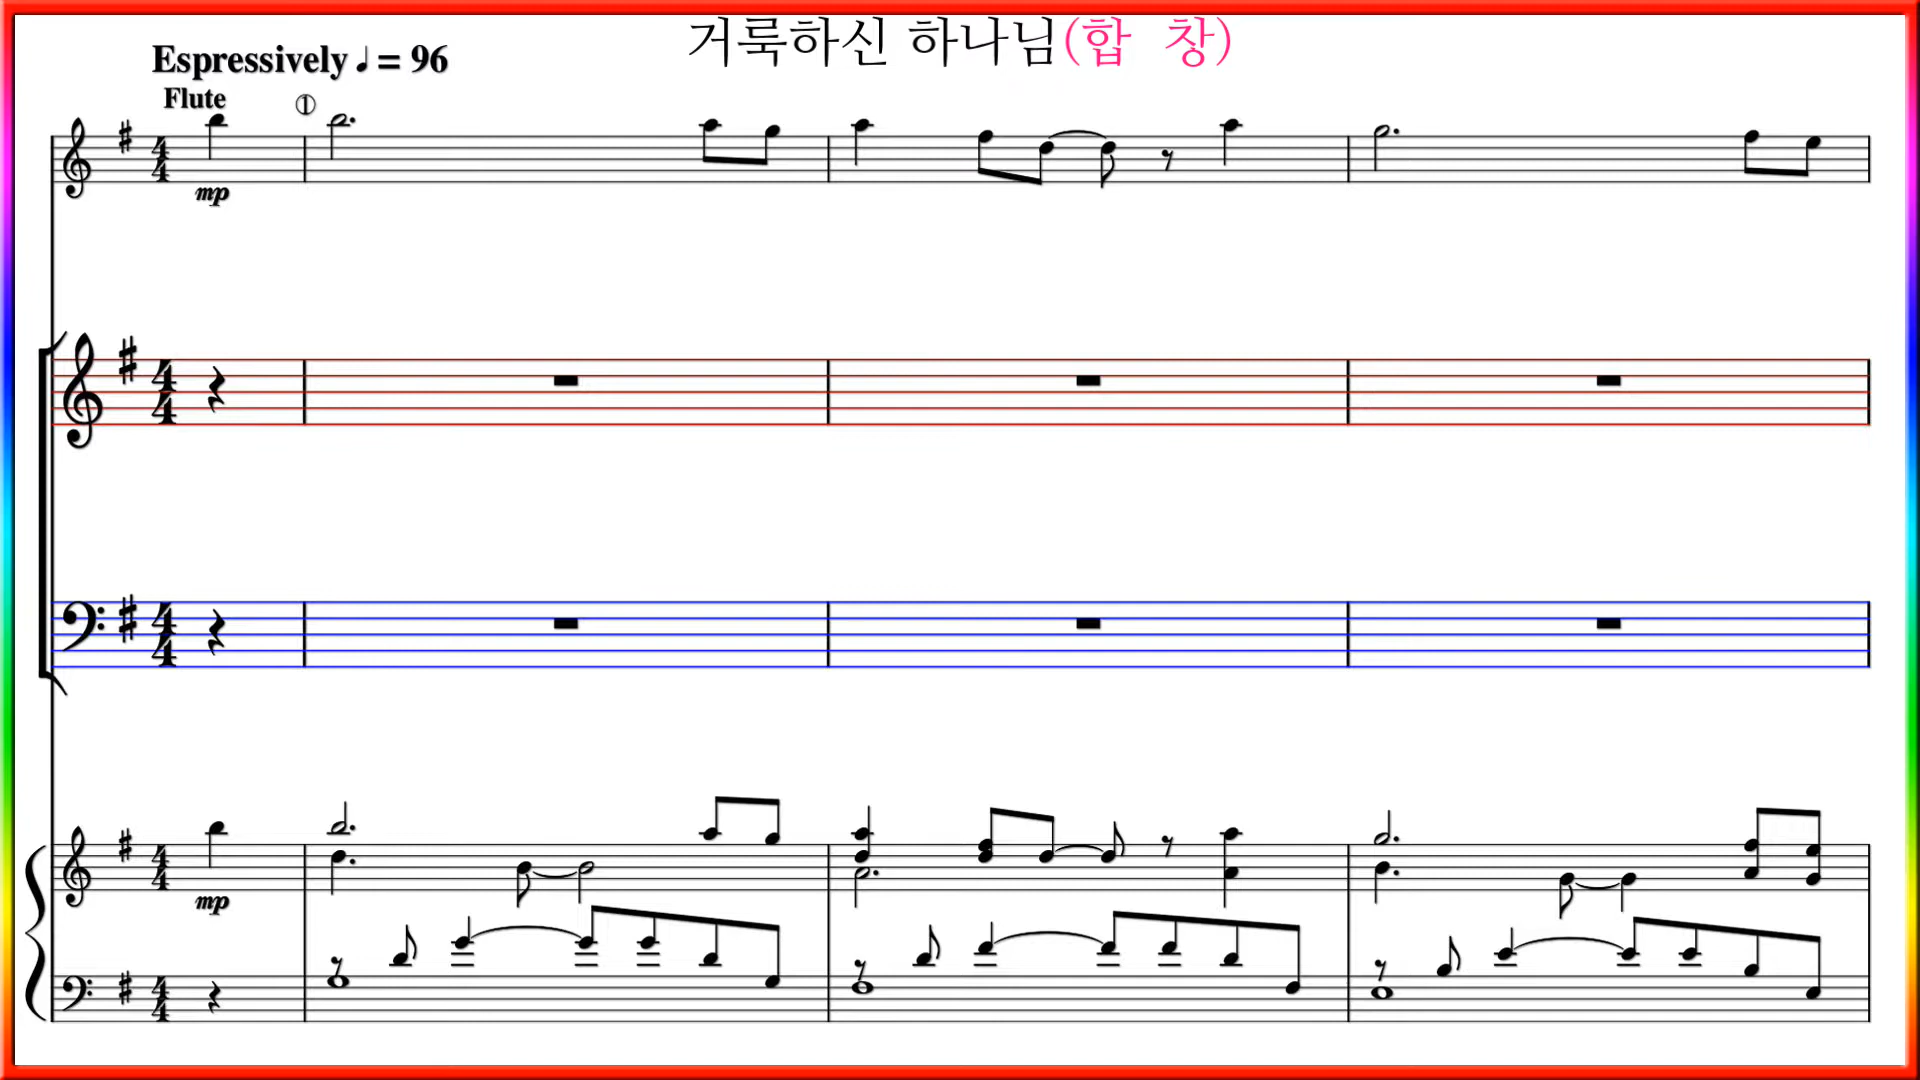 거룩하신 하나님(합 창)
Espressively ♩ = 96
Flute
①
mp
mp